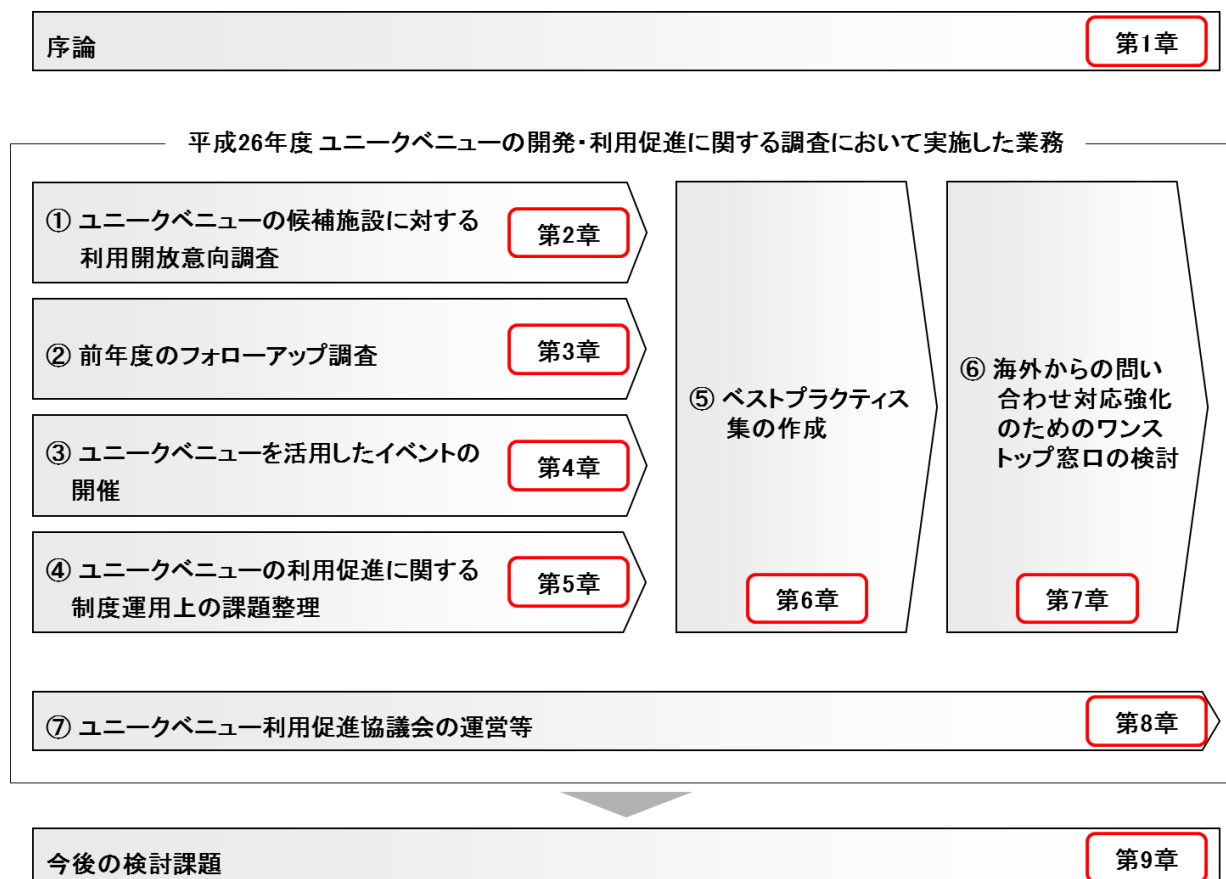 序論
第1章
平成26年度 ユニークベニューの開発・利用促進に関する調査において実施した業務
① ユニークベニューの候補施設に対する
利用開放意向調査
第2章
② 前年度のフォローアップ調査
第3章
③ ユニークベニューを活用したイベントの
開催
第4章
④ ユニークベニューの利用促進に関する
制度運用上の課題整理
第5章
⑤ ベストプラクティス
集の作成
第6章
⑥ 海外からの問い
合わせ対応強化
のためのワンス
トップ窓口の検討
第7章
⑦ ユニークベニュー利用促進協議会の運営等
第8章
今後の検討課題
第9章